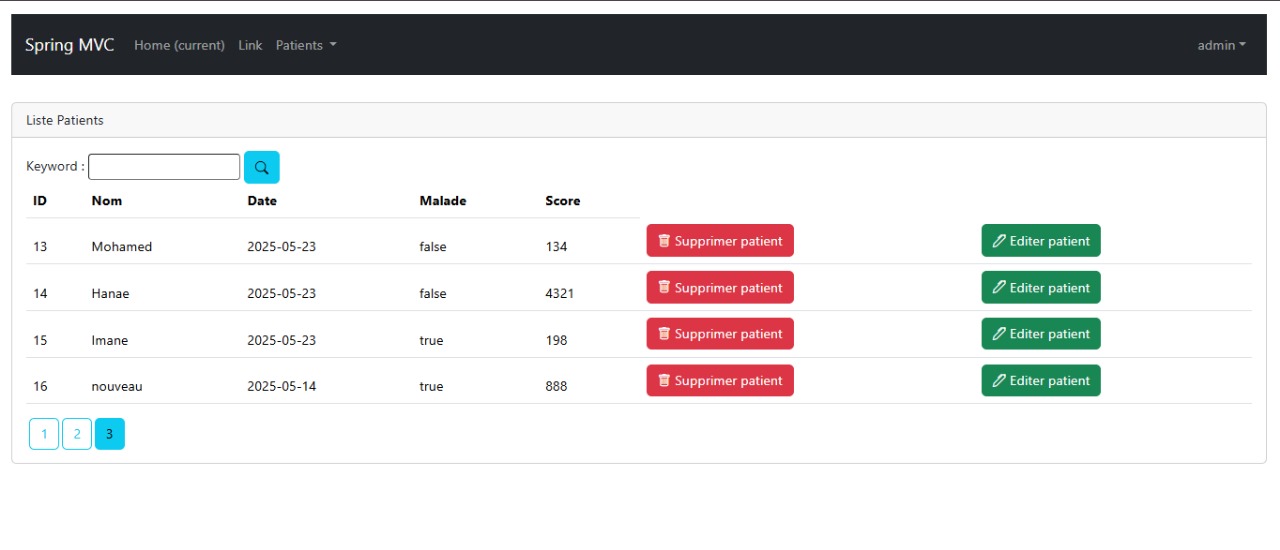 Spring MVC Home (current) Link Patients admin
Liste Patients
Keyword :
ID Nom Date Malade Score
13 Mohamed 2025-05-23 false 134 Supprimer patient Editer patient
14 Hanae 2025-05-23 false 4321 Supprimer patient Editer patient
15 Imane 2025-05-23 true 198 Supprimer patient Editer patient
16 nouveau 2025-05-14 true 888 Supprimer patient Editer patient
1 2 3